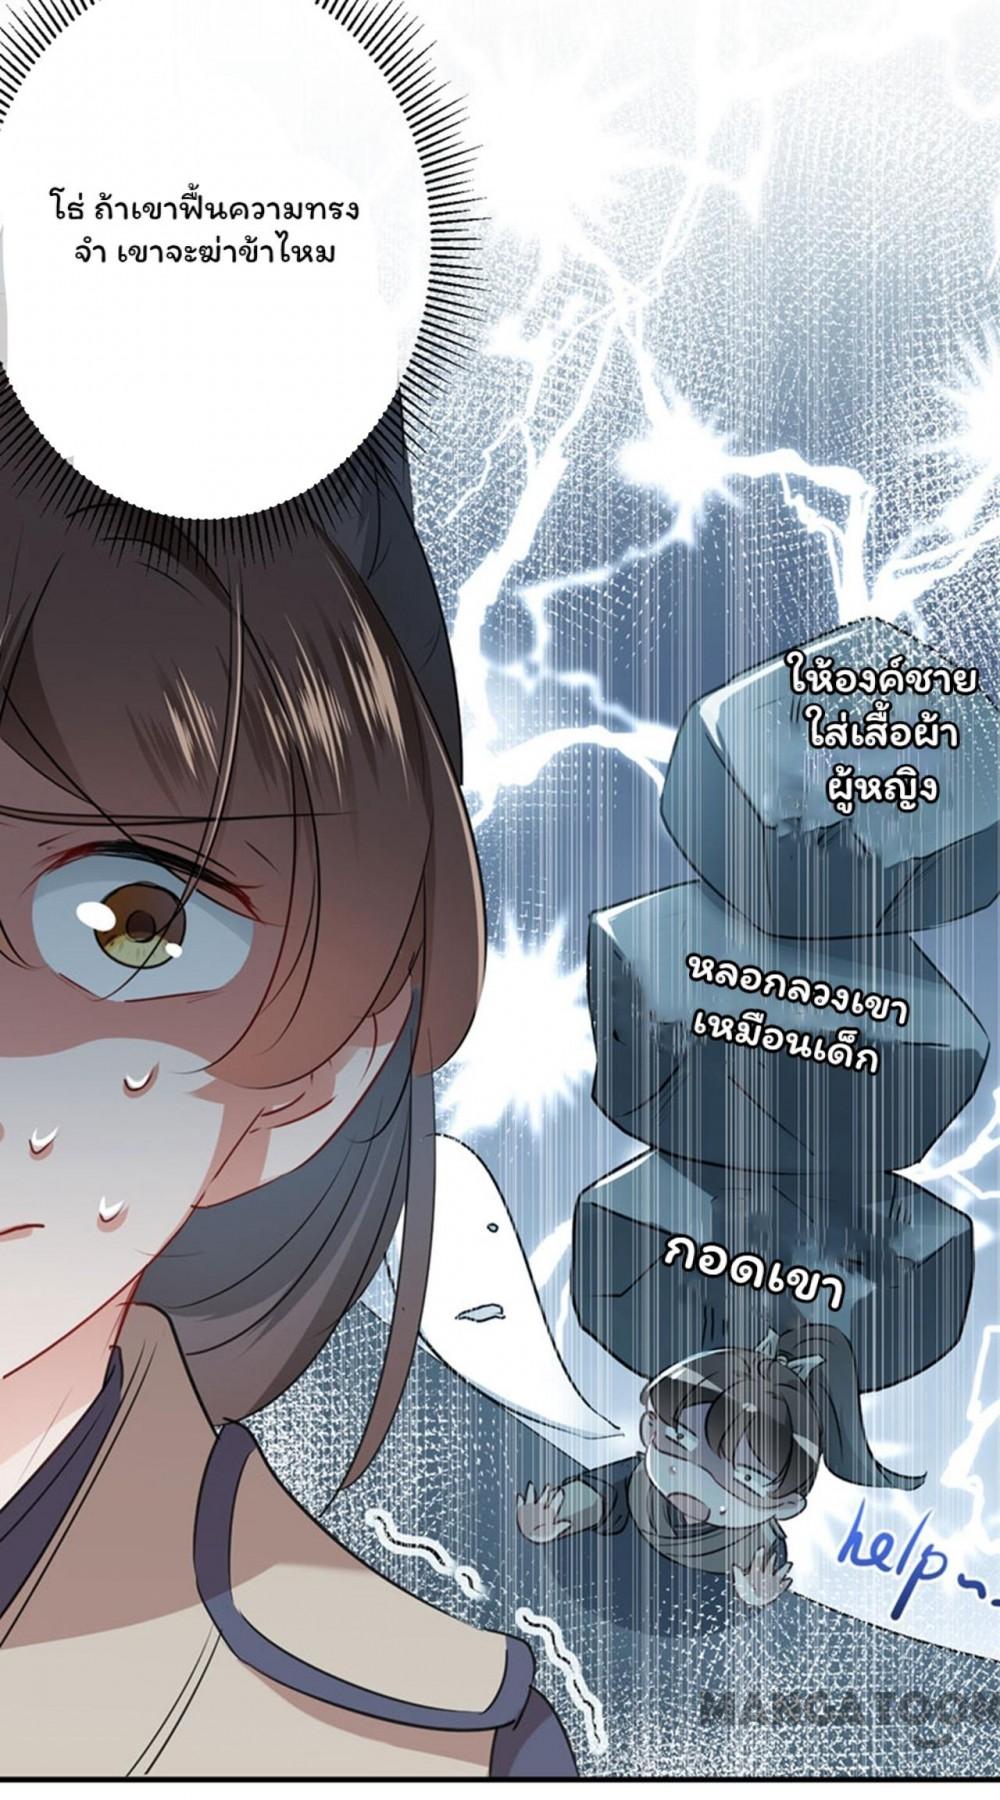 โธ่ ถ้าเขาฟื้นความทรง
จำ เขาจะฆ่าข้าไหม
ให้องค์ชาย
ใส่เสื้อผ้า
ผู้หญิง
หลอกลวงเขา
เหมือนเด็ก
กอดเขา
help~
MANGATOON